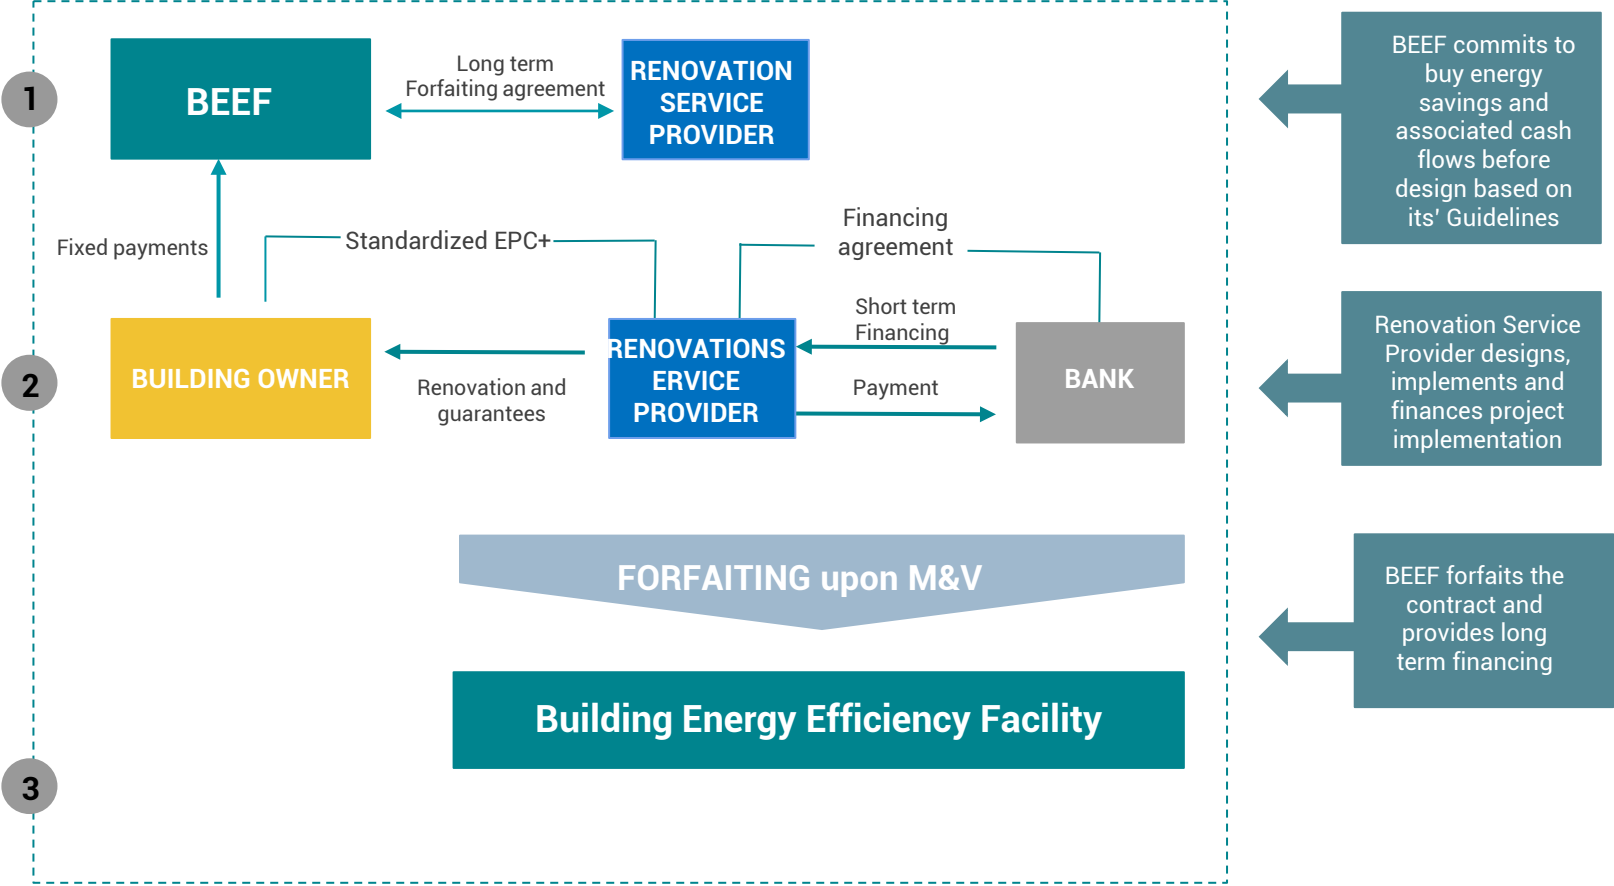 1
BEEF
Long term
Forfaiting agreement
RENOVATION
SERVICE
PROVIDER
BEEF commits to
buy energy
savings and
associated cash
flows before
design based on
its' Guidelines
Fixed payments
Standardized EPC+
Financing
agreement
2
BUILDING OWNER
Renovation and
guarantees
RENOVATIONS
ERVICE
PROVIDER
Short term
Financing
Payment
BANK
Renovation Service
Provider designs,
implements and
finances project
implementation
FORFAITING upon M&V
BEEF forfaits the
contract and
provides long
term financing
Building Energy Efficiency Facility
3